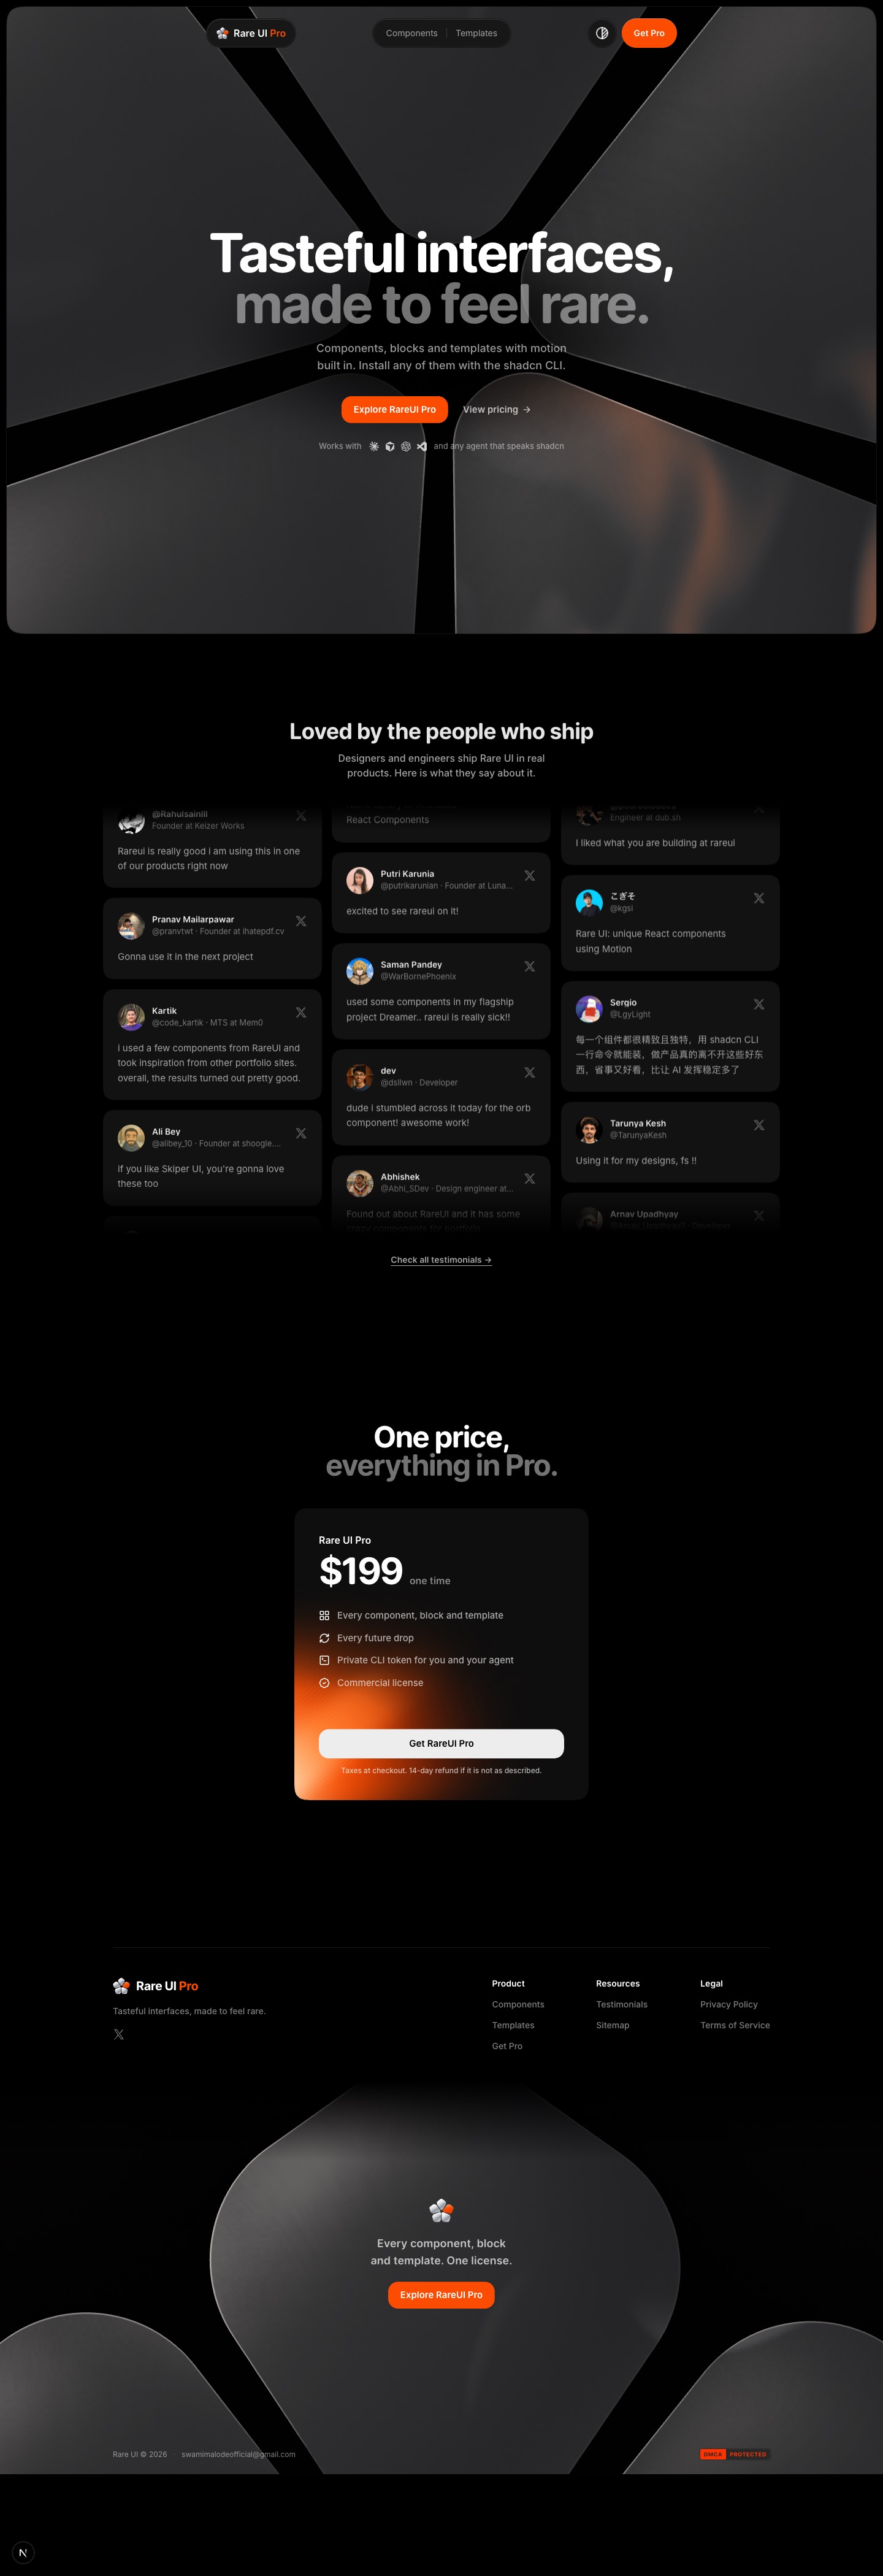 Rare UI Pro
Components
Templates
Get Pro
Tasteful interfaces,
made to feel rare.
Components, blocks and templates with motion
built in. Install any of them with the shadcn CLI.
Explore RareUI Pro
View pricing →
Works with
and any agent that speaks shadcn
Loved by the people who ship
Designers and engineers ship Rare UI in real
products. Here is what they say about it.
@Rahulsainlil
Founder at Keizer Works
Rareui is really good i am using this in one
of our products right now
Pranav Mailarpawar
@pranvtwt · Founder at ihatepdf.cv
Gonna use it in the next project
Kartik
@code_kartik · MTS at Mem0
i used a few components from RareUI and
took inspiration from other portfolio sites.
overall, the results turned out pretty good.
Ali Bey
@alibey_10 · Founder at shoogle....
If you like Skiper UI, you're gonna love
these too
React Components
Putri Karunia
@putrikarunian · Founder at Luna...
excited to see rareui on it!
Saman Pandey
@WarBornePhoenix
used some components in my flagship
project Dreamer.. rareui is really sick!!
dev
@dsllwn · Developer
dude i stumbled across it today for the orb
component! awesome work!
Abhishek
@Abhi_SDev · Design engineer at...
Found out about RareUI and it has some
crazy components for portfolio
Engineer at dub.sh
I liked what you are building at rareui
こぎそ
@kgsi
Rare UI: unique React components
using Motion
Sergio
@LgyLight
每一个组件都很精致且独特，用 shadcn CLI
一行命令就能装，做产品真的离不开这些好东
西，省事又好看，比让 AI 发挥稳定多了
Tarunya Kesh
@TarunyaKesh
Using it for my designs, fs !!
Arnav Upadhyay
Check all testimonials →
One price,
everything in Pro.
Rare UI Pro
$199 one time
Every component, block and template
Every future drop
Private CLI token for you and your agent
Commercial license
Get RareUI Pro
Taxes at checkout. 14-day refund if it is not as described.
Rare UI Pro
Tasteful interfaces, made to feel rare.
Product
Components
Templates
Get Pro
Resources
Testimonials
Sitemap
Legal
Privacy Policy
Terms of Service
Every component, block
and template. One license.
Explore RareUI Pro
Rare UI © 2026 · swamimalodeofficial@gmail.com
DMCA PROTECTED
N